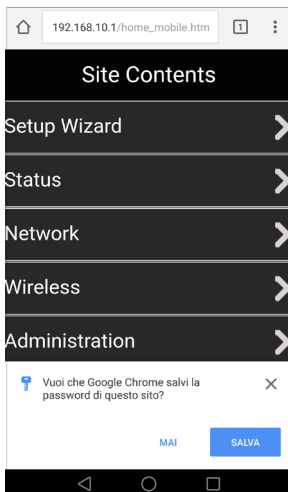 192.168.10.1/home_mobile.htm 1
Site Contents
Setup Wizard
Status
Network
Wireless
Administration
Vuoi che Google Chrome salvi la
password di questo sito?
MAI SALVA